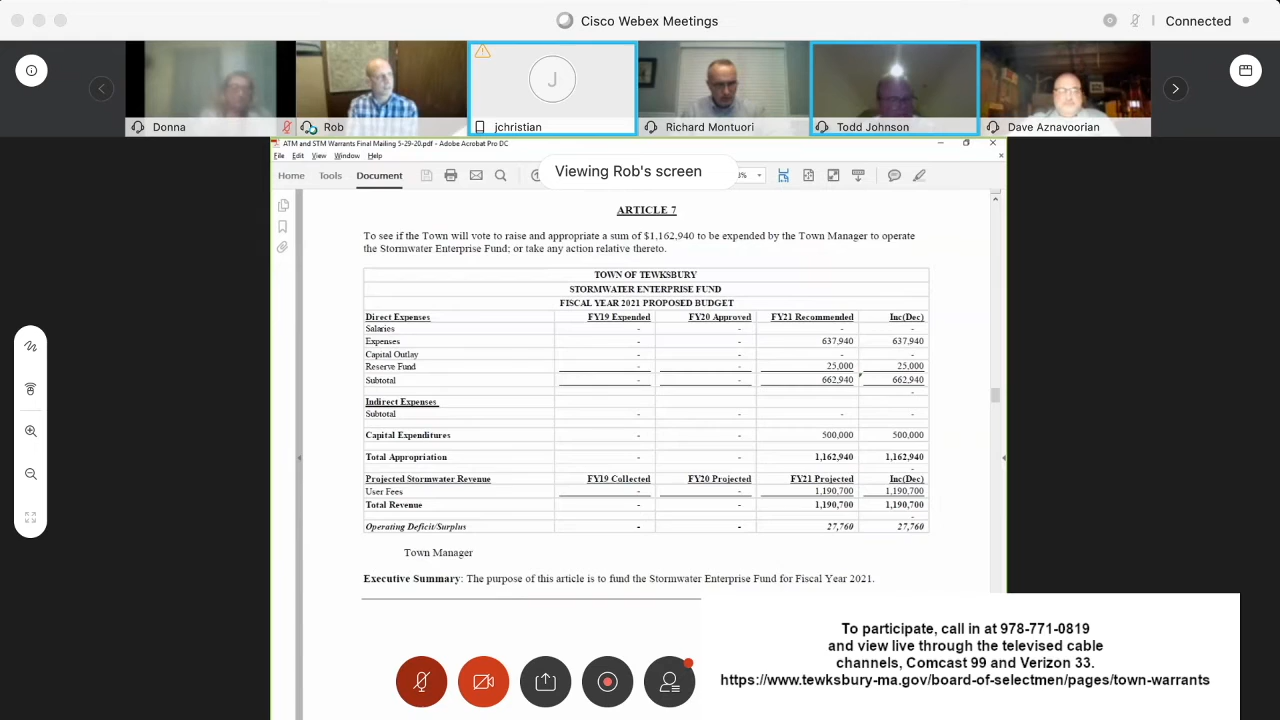 Cisco Webex Meetings
Connected
J
Donna
Rob
jchristian
Richard Montuori
Todd Johnson
Dave Aznavoorian
ATM and STM Warrants Final Mailing 5-29-20.pdf - Adobe Acrobat Pro DC
File Edit View Window Help
Viewing Rob's screen
Home Tools Document
ARTICLE 7
To see if the Town will vote to raise and appropriate a sum of $1,162,940 to be expended by the Town Manager to operate
the Stormwater Enterprise Fund; or take any action relative thereto.
TOWN OF TEWKSBURY
STORMWATER ENTERPRISE FUND
FISCAL YEAR 2021 PROPOSED BUDGET
Direct Expenses FY19 Expended FY20 Approved FY21 Recommended Inc(Dec)
Salaries - - - -
Expenses - - 637,940 637,940
Capital Outlay - - - -
Reserve Fund - - 25,000 25,000
Subtotal - - 662,940 662,940
-
Indirect Expenses
Subtotal - - - -
Capital Expenditures - - 500,000 500,000
Total Appropriation - - 1,162,940 1,162,940
-
Projected Stormwater Revenue FY19 Collected FY20 Projected FY21 Projected Inc(Dec)
User Fees - - 1,190,700 1,190,700
Total Revenue - - 1,190,700 1,190,700
-
Operating Deficit/Surplus - - 27,760 27,760
Town Manager
Executive Summary: The purpose of this article is to fund the Stormwater Enterprise Fund for Fiscal Year 2021.
To participate, call in at 978-771-0819
and view live through the televised cable
channels, Comcast 99 and Verizon 33.
https://www.tewksbury-ma.gov/board-of-selectmen/pages/town-warrants